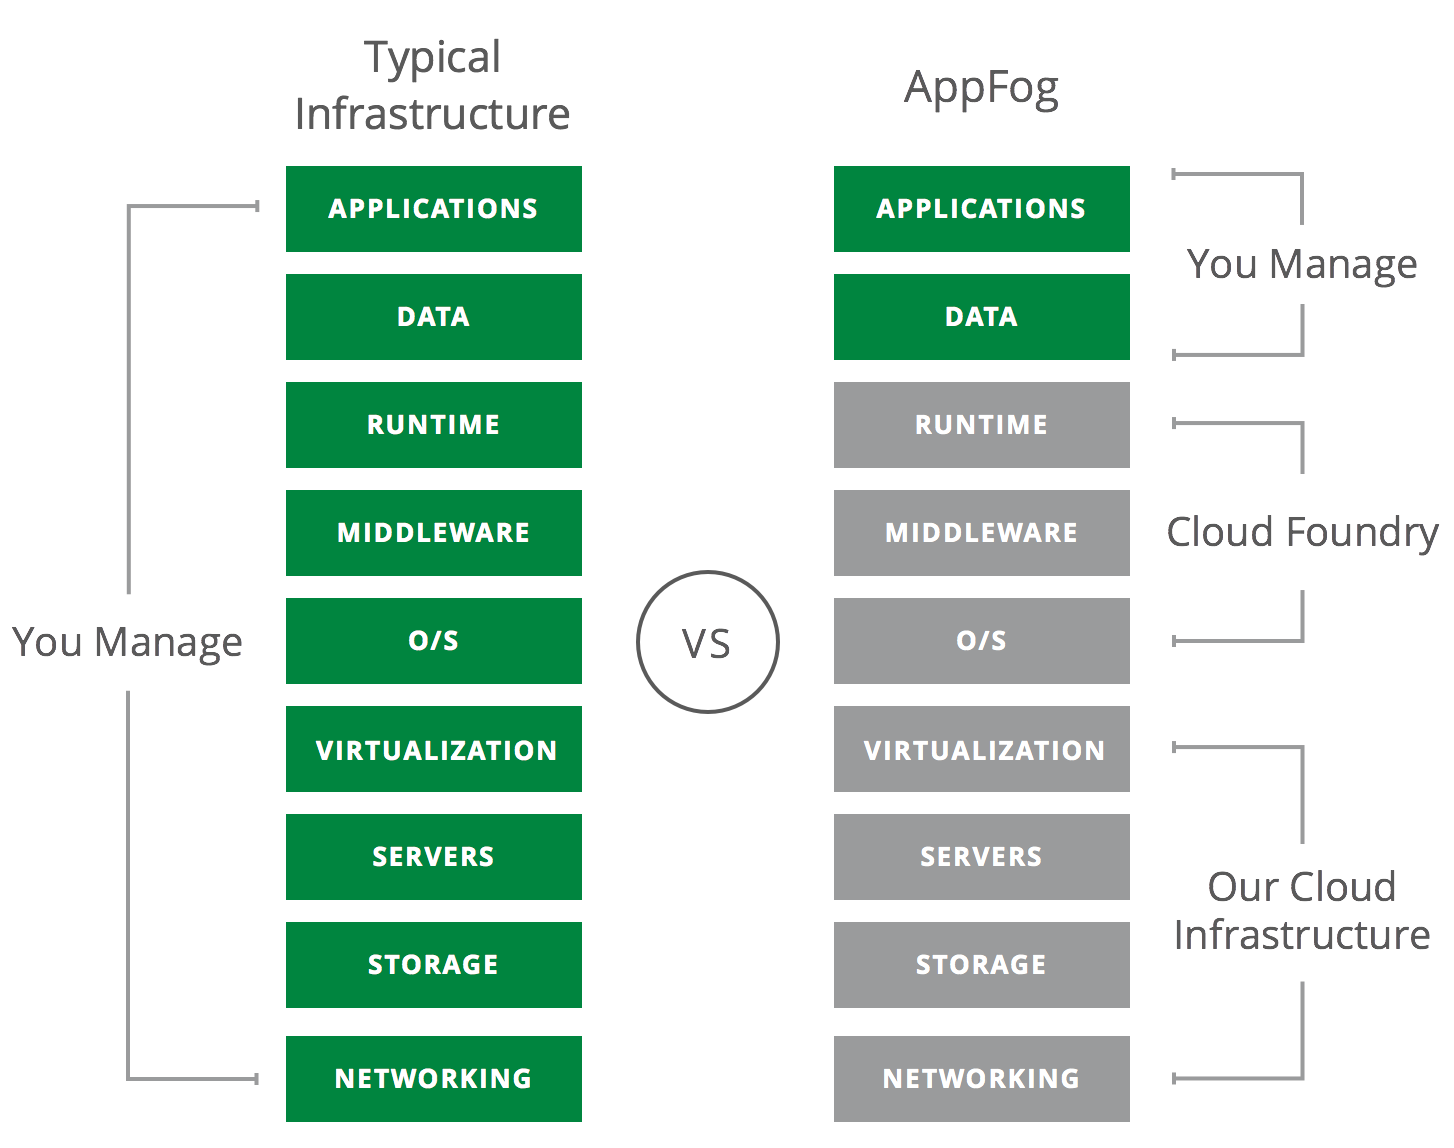 Typical
Infrastructure
You Manage
APPLICATIONS
DATA
RUNTIME
MIDDLEWARE
O/S
VIRTUALIZATION
SERVERS
STORAGE
NETWORKING
VS
AppFog
APPLICATIONS
DATA
RUNTIME
MIDDLEWARE
O/S
VIRTUALIZATION
SERVERS
STORAGE
NETWORKING
You Manage
Cloud Foundry
Our Cloud
Infrastructure